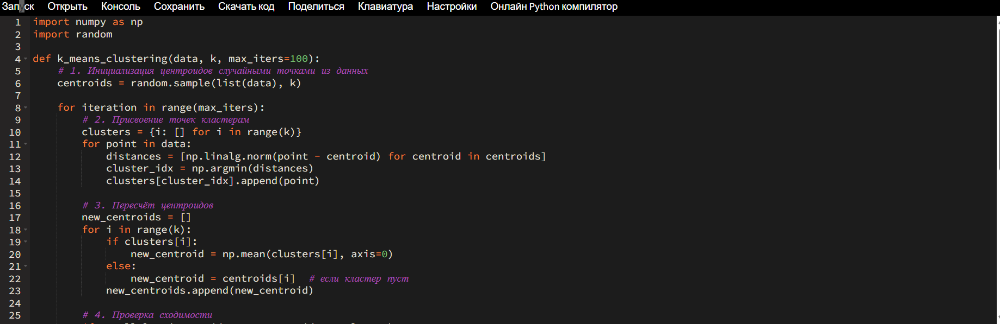 Запуск Открыть Консоль Сохранить Скачать код Поделиться Клавиатура Настройки Онлайн Python компилятор
1 import numpy as np
2 import random
3
4 def k_means_clustering(data, k, max_iters=100):
5 # 1. Инициализация центроидов случайными точками из данных
6 centroids = random.sample(list(data), k)
7
8 for iteration in range(max_iters):
9 # 2. Присвоение точек кластерам
10 clusters = {i: [] for i in range(k)}
11 for point in data:
12 distances = [np.linalg.norm(point - centroid) for centroid in centroids]
13 cluster_idx = np.argmin(distances)
14 clusters[cluster_idx].append(point)
15
16 # 3. Пересчёт центроидов
17 new_centroids = []
18 for i in range(k):
19 if clusters[i]:
20 new_centroid = np.mean(clusters[i], axis=0)
21 else:
22 new_centroid = centroids[i] # если кластер пуст
23 new_centroids.append(new_centroid)
24
25 # 4. Проверка сходимости